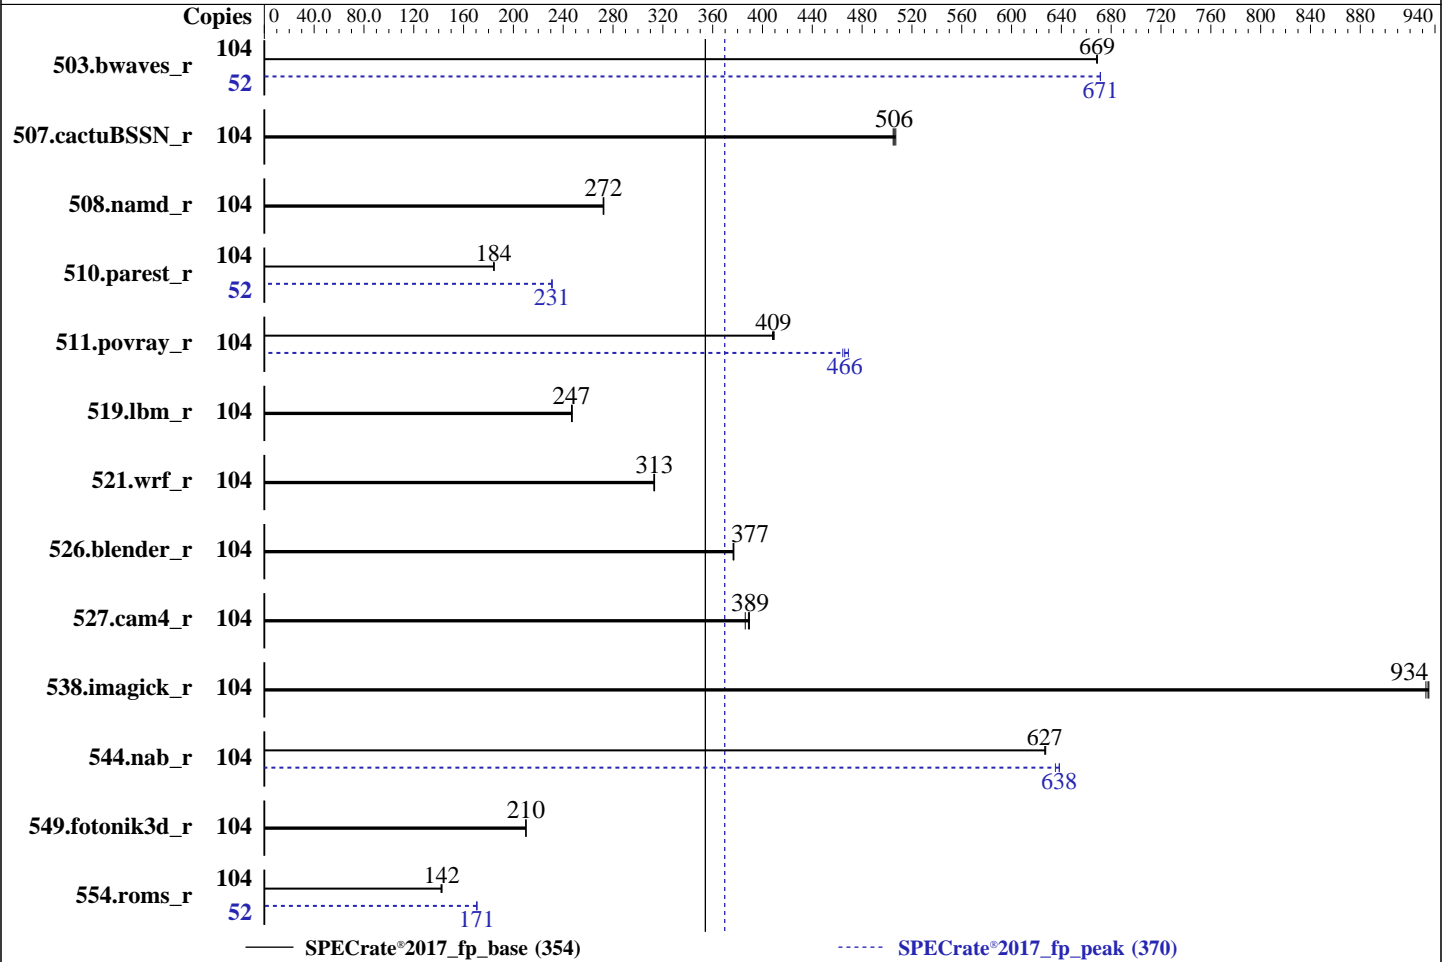 Copies 0 40.0 80.0 120 160 200 240 280 320 360 400 440 480 520 560 600 640 680 720 760 800 840 880 940
503.bwaves_r 104 669
52 671
507.cactuBSSN_r 104 506
508.namd_r 104 272
510.parest_r 104 184
52 231
511.povray_r 104 409
466
519.lbm_r 104 247
521.wrf_r 104 313
526.blender_r 104 377
527.cam4_r 104 389
538.imagick_r 104 934
544.nab_r 104 627
638
549.fotonik3d_r 104 210
554.roms_r 104 142
52 171
SPECrate®2017_fp_base (354) SPECrate®2017_fp_peak (370)